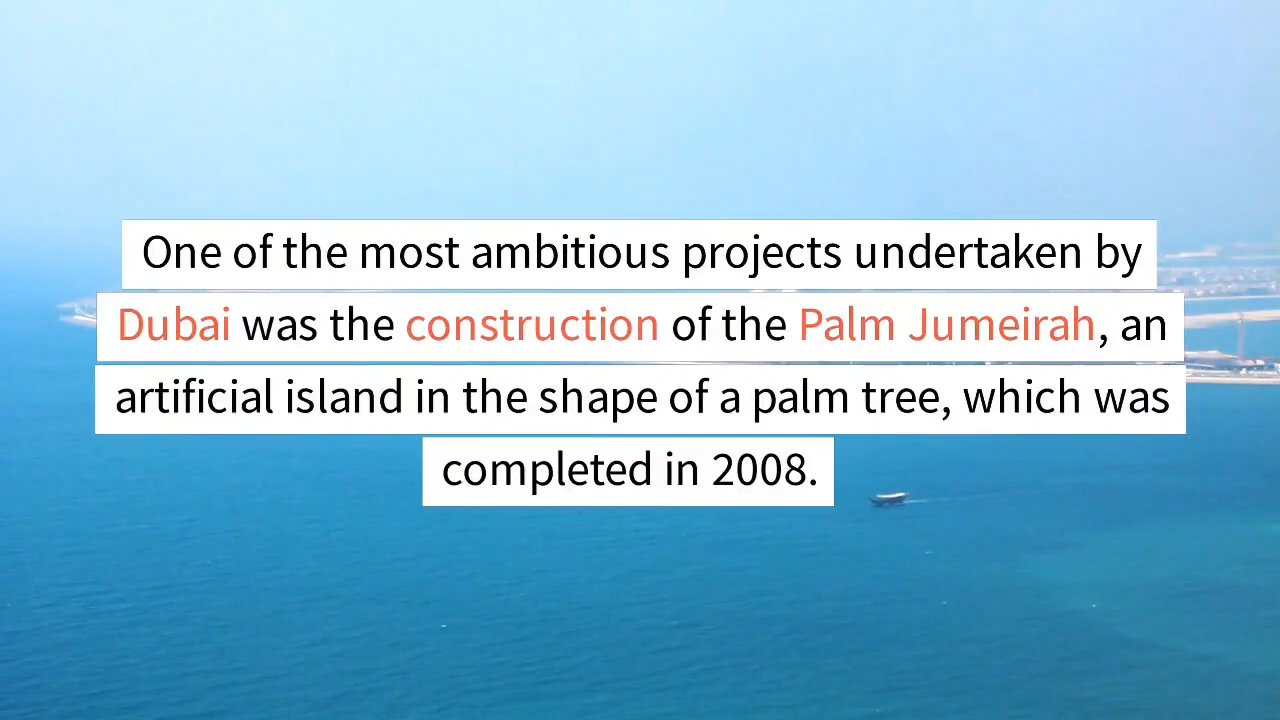 One of the most ambitious projects undertaken by
Dubai was the construction of the Palm Jumeirah, an
artificial island in the shape of a palm tree, which was
completed in 2008.